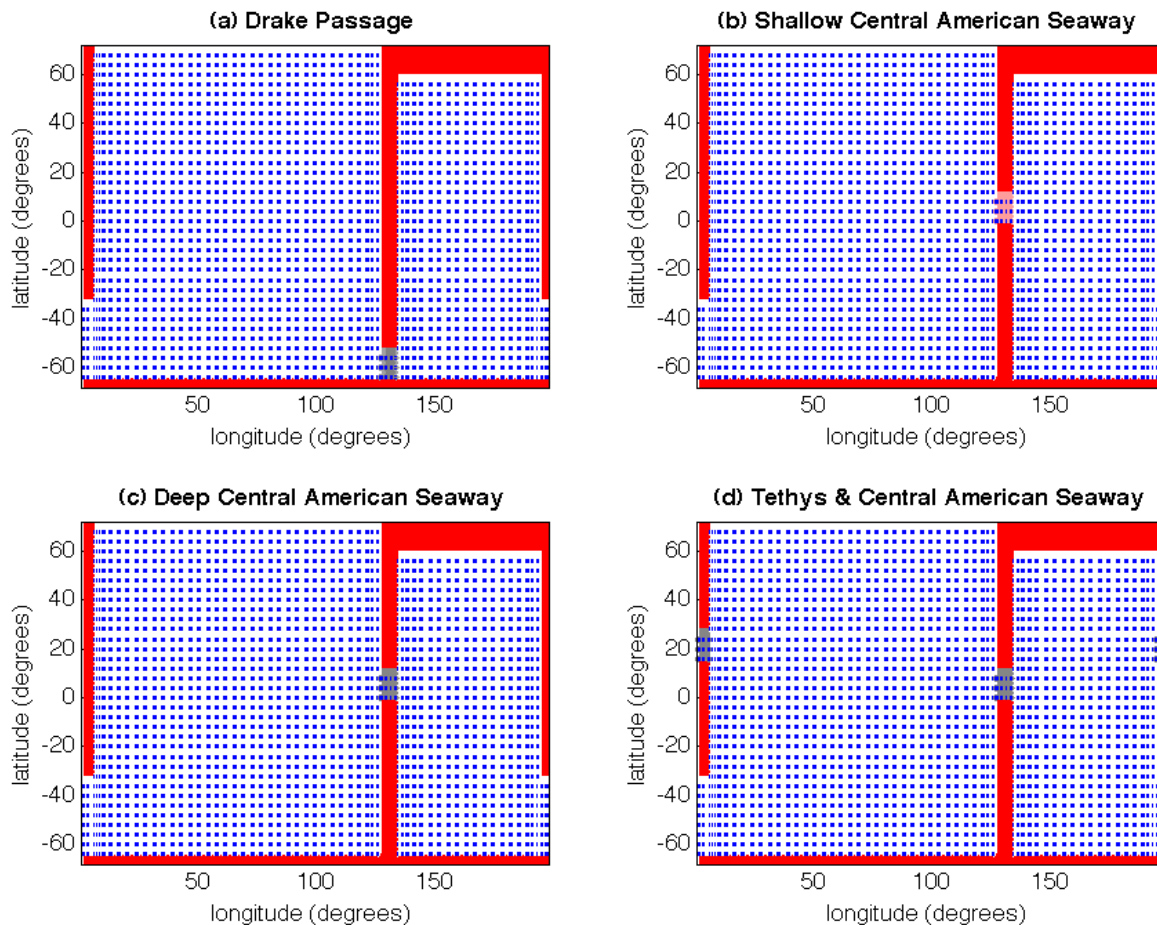 (a) Drake Passage
(b) Shallow Central American Seaway
60
40
20
0
-20
-40
-60
latitude (degrees)
50 100 150
longitude (degrees)
60
40
20
0
-20
-40
-60
latitude (degrees)
50 100 150
longitude (degrees)
(c) Deep Central American Seaway
(d) Tethys & Central American Seaway
60
40
20
0
-20
-40
-60
latitude (degrees)
50 100 150
longitude (degrees)
60
40
20
0
-20
-40
-60
latitude (degrees)
50 100 150
longitude (degrees)